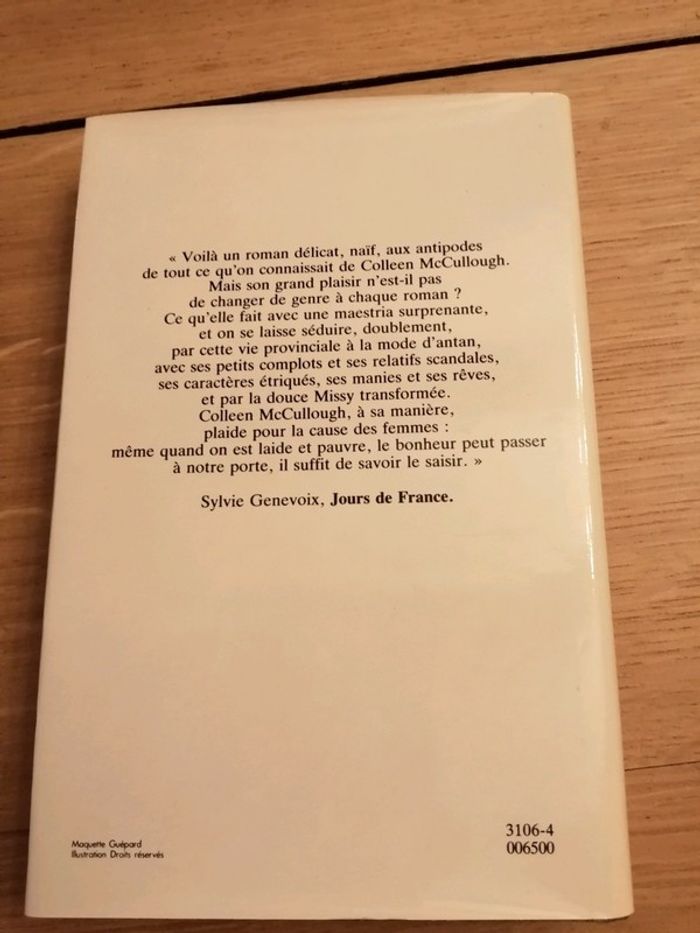 « Voilà un roman délicat, naïf, aux antipodes
de tout ce qu'on connaissait de Colleen McCullough.
Mais son grand plaisir n'est-il pas
de changer de genre à chaque roman ?
Ce qu'elle fait avec une maestria surprenante,
et on se laisse séduire, doublement,
par cette vie provinciale à la mode d'antan,
avec ses petits complots et ses relatifs scandales,
ses caractères étriqués, ses manies et ses rêves,
et par la douce Missy transformée.
Colleen McCullough, à sa manière,
plaide pour la cause des femmes :
même quand on est laide et pauvre, le bonheur peut passer
à notre porte, il suffit de savoir le saisir. »
Sylvie Genevoix, Jours de France.
Maquette Guépard
Illustration Droits réservés
3106-4
006500